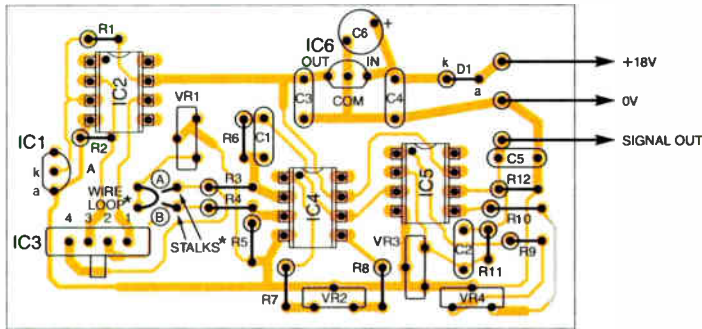 R1
IC2
IC6
OUT
IN
C6
+
k
D1
a
+18V
0V
SIGNAL OUT
COM
C3
C4
VR1
R6
C1
R2
IC1
k
a
A
WIRE
LOOP*
A
B
STALKS*
4 3 2 1
IC3
R3
R4
R5
IC4
IC5
C5
R12
R10
R9
R11
C2
VR3
R7
R8
VR2
VR4